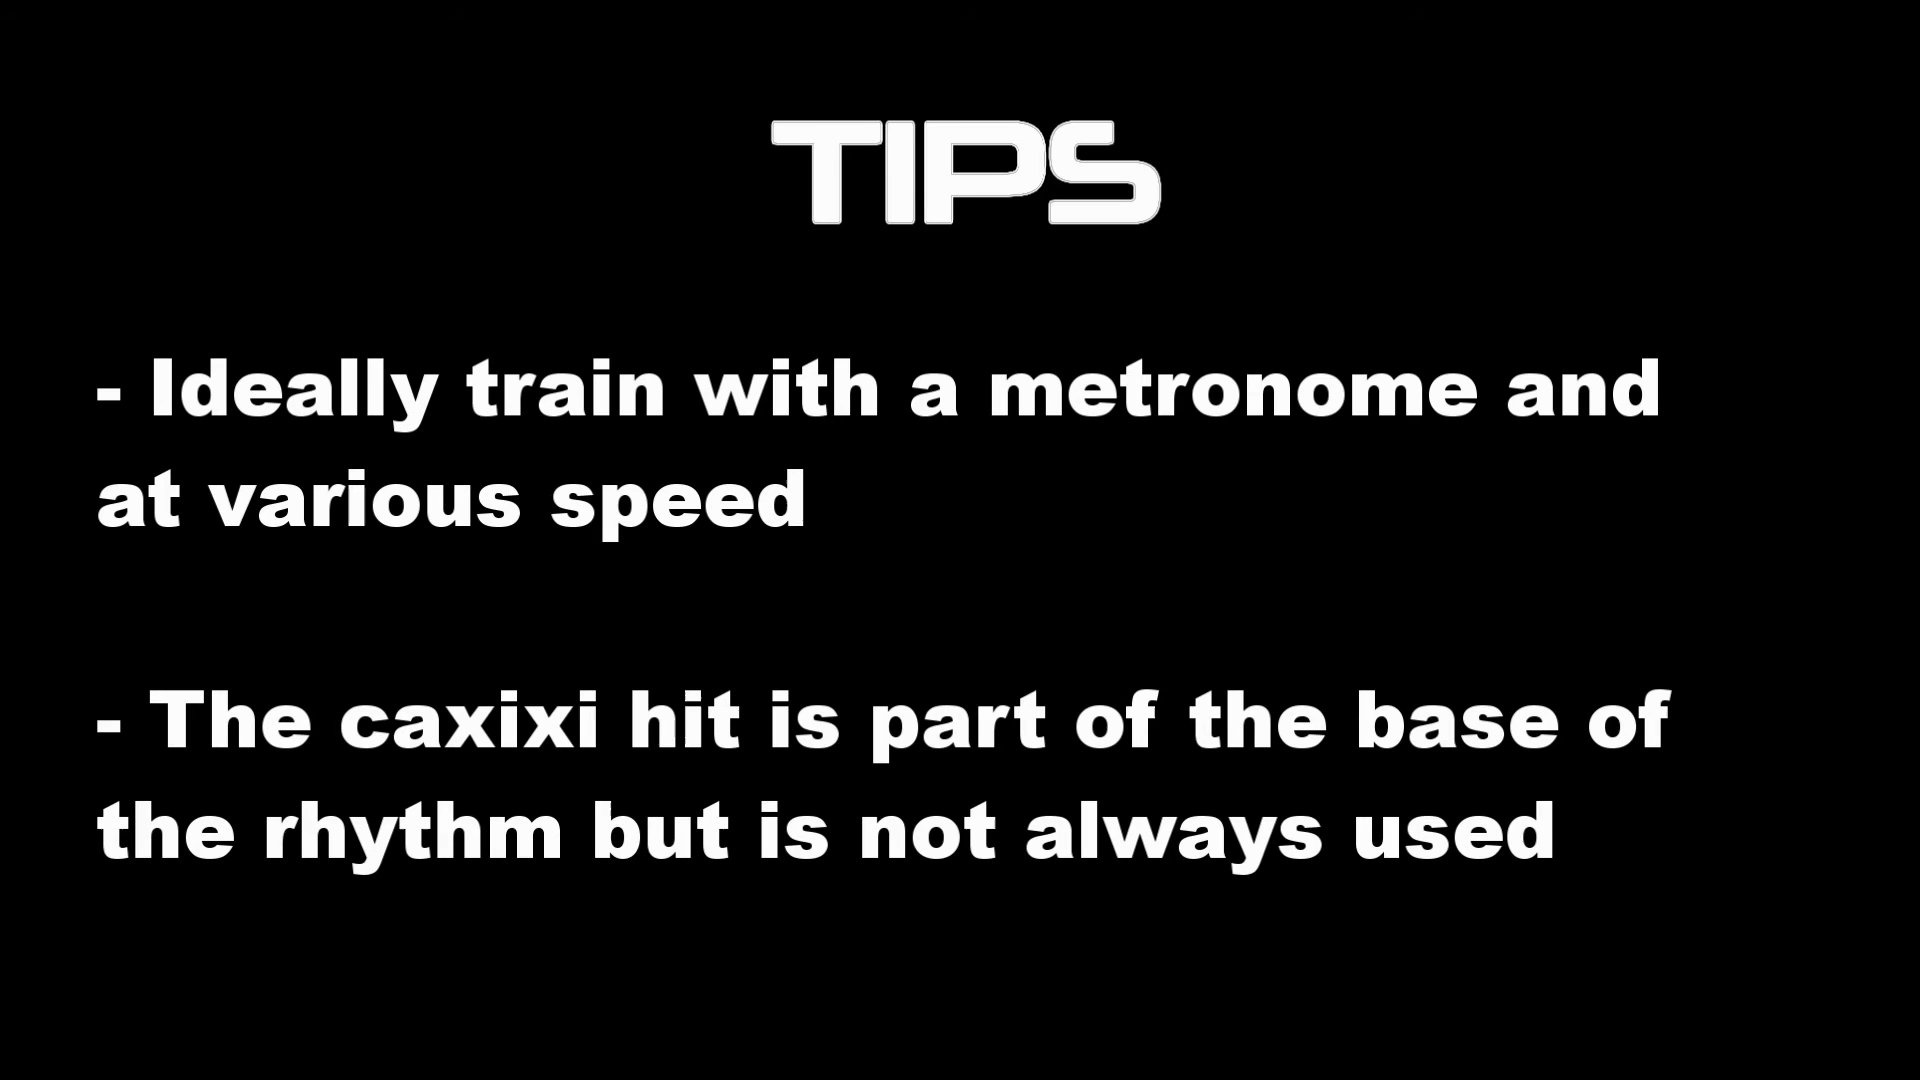 TIPS
- Ideally train with a metronome and
at various speed
- The caxixi hit is part of the base of
the rhythm but is not always used